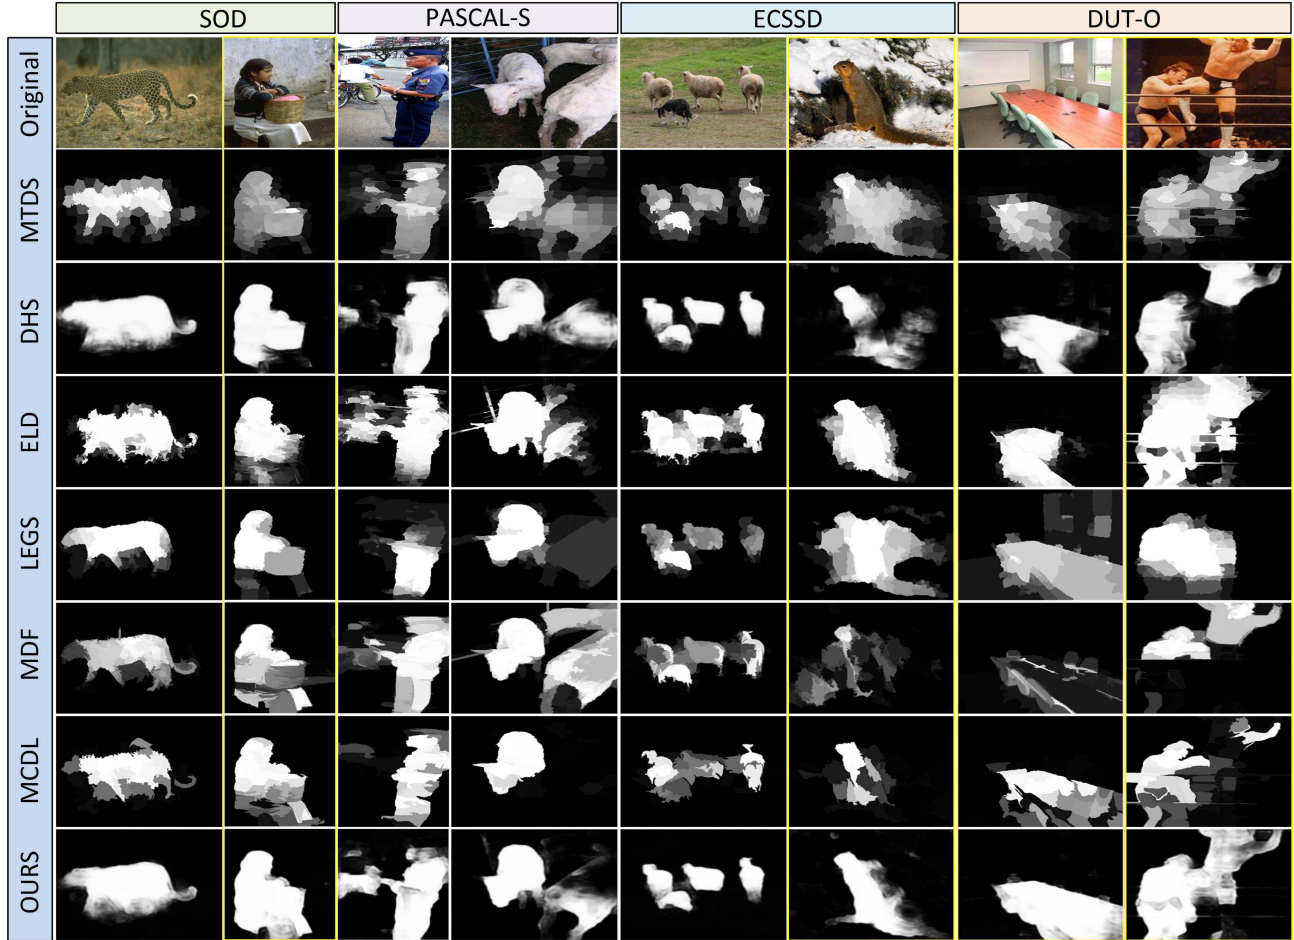 SOD PASCAL-S ECSSD DUT-O
Original
MTDS
DHS
ELD
LEGS
MDF
MCDL
OURS